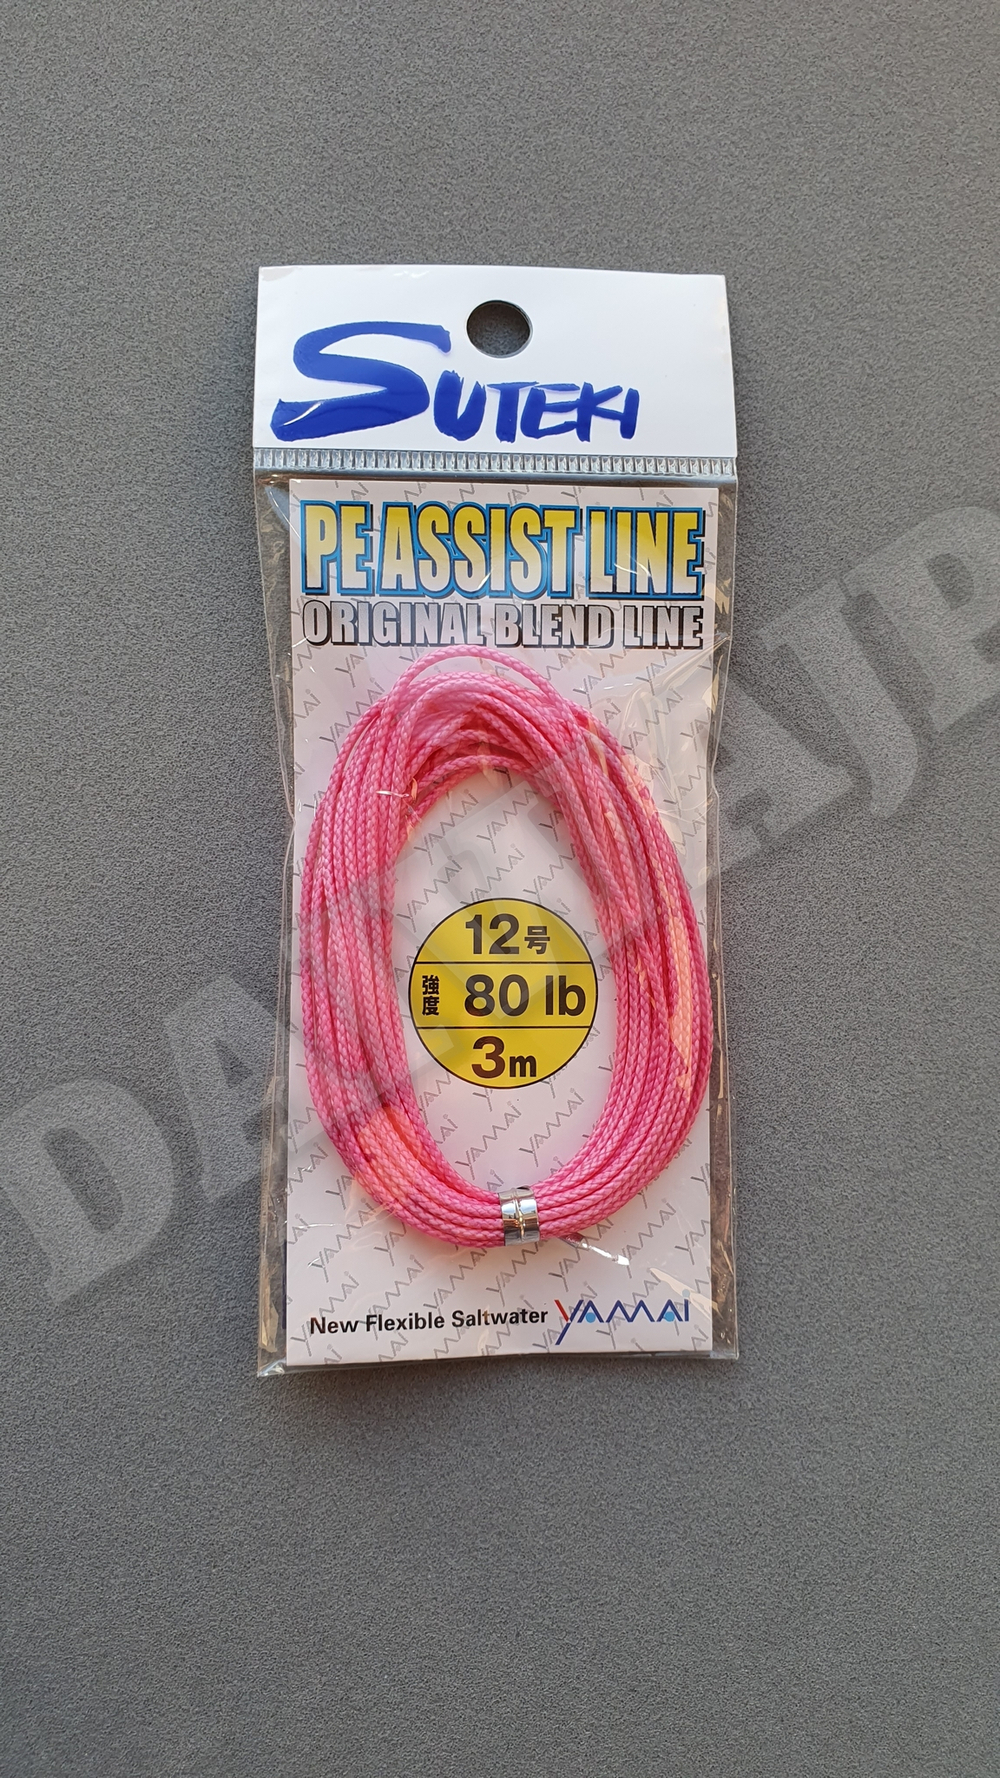 SUTEKI
PE ASSIST LINE
ORIGINAL BLEND LINE
12号
強度 80 lb
3m
New Flexible Saltwater YAMAI